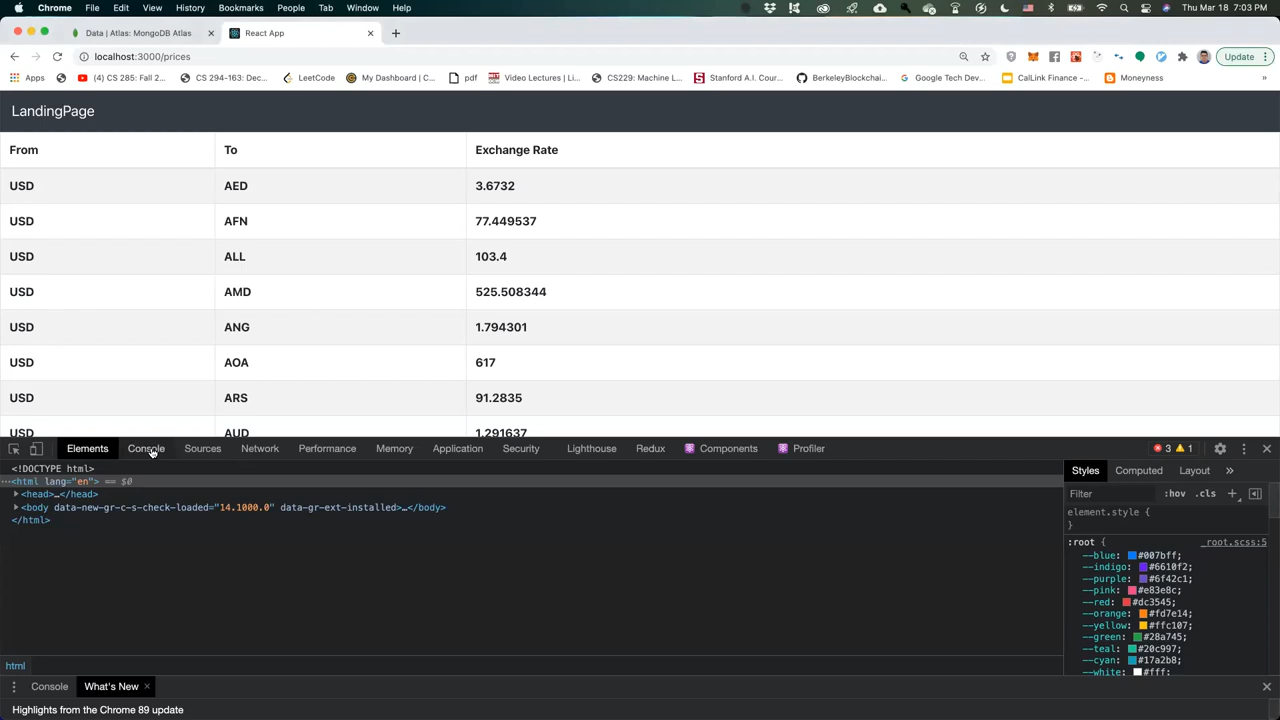 Chrome File Edit View History Bookmarks People Tab Window Help Thu Mar 18 7:03 PM
Data | Atlas: MongoDB Atlas × React App × +
localhost:3000/prices Update
Apps (4) CS 285: Fall 2... CS 294-163: Dec... LeetCode My Dashboard | C... pdf Video Lectures | Li... CS229: Machine L... Stanford A.I. Cour... BerkeleyBlockchai... Google Tech Dev... CalLink Finance -... Moneyness »
LandingPage
From To Exchange Rate
USD AED 3.6732
USD AFN 77.449537
USD ALL 103.4
USD AMD 525.508344
USD ANG 1.794301
USD AOA 617
USD ARS 91.2835
USD AUD 1.291637
Elements Console Sources Network Performance Memory Application Security Lighthouse Redux Components Profiler 3 1
<!DOCTYPE html>
<html lang="en"> == $0
<head>…</head>
<body data-new-gr-c-s-check-loaded="14.1000.0" data-gr-ext-installed>…</body>
</html>
Styles Computed Layout »
Filter :hov .cls +
element.style {
}
:root { _root.scss:5
--blue: #007bff;
--indigo: #6610f2;
--purple: #6f42c1;
--pink: #e83e8c;
--red: #dc3545;
--orange: #fd7e14;
--yellow: #ffc107;
--green: #28a745;
--teal: #20c997;
--cyan: #17a2b8;
--white: #fff;
html
Console What's New ×
Highlights from the Chrome 89 update